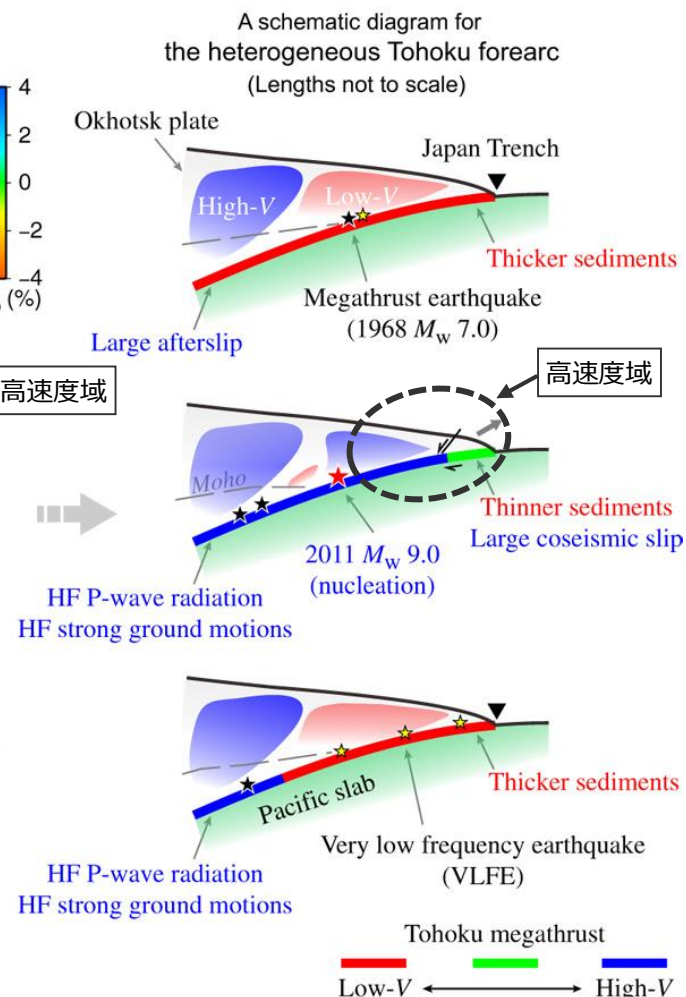 A schematic diagram for
the heterogeneous Tohoku forearc
(Lengths not to scale)
4
2
0
−2
−4
(%)
Okhotsk plate
Japan Trench
High-V
Low-V
Thicker sediments
Megathrust earthquake
(1968 Mw 7.0)
Large afterslip
高速度域
高速度域
Moho
Thinner sediments
Large coseismic slip
2011 Mw 9.0
(nucleation)
HF P-wave radiation
HF strong ground motions
Thicker sediments
Pacific slab
Very low frequency earthquake
(VLFE)
HF P-wave radiation
HF strong ground motions
Tohoku megathrust
Low-V
High-V